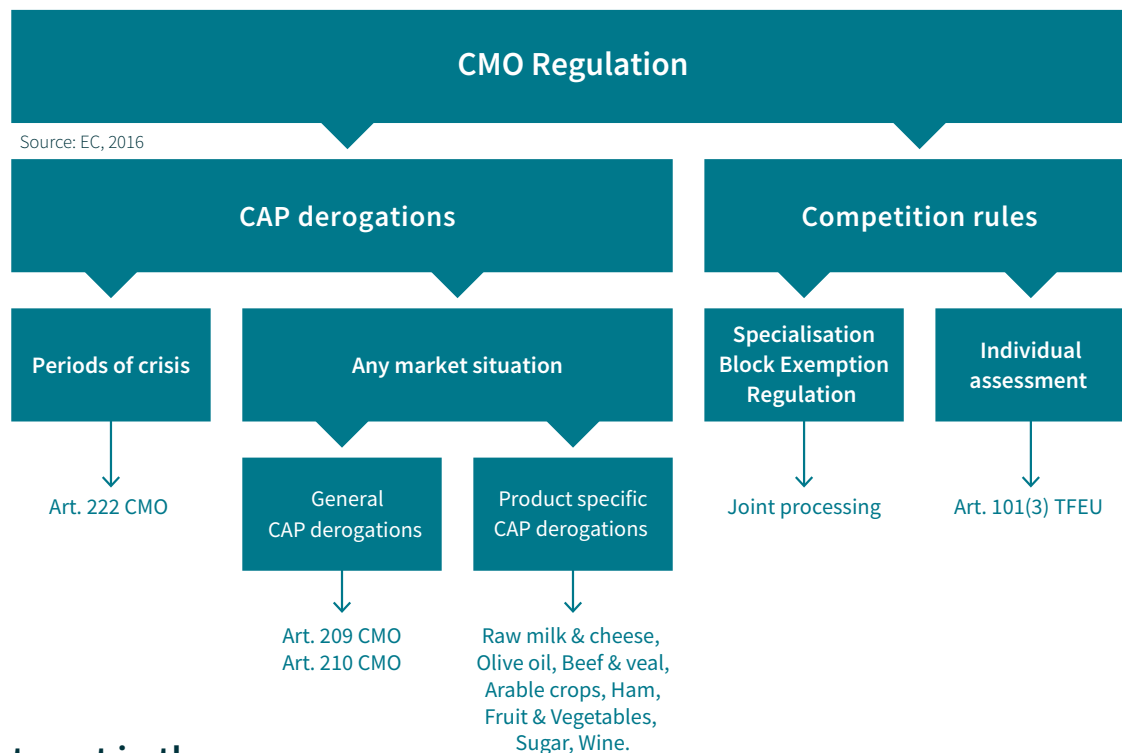 CMO Regulation
Source: EC, 2016
CAP derogations
Competition rules
Periods of crisis
Any market situation
Specialisation
Block Exemption
Regulation
Individual
assessment
Art. 222 CMO
General
CAP derogations
Product specific
CAP derogations
Joint processing
Art. 101(3) TFEU
Art. 209 CMO
Art. 210 CMO
Raw milk & cheese,
Olive oil, Beef & veal,
Arable crops, Ham,
Fruit & Vegetables,
Sugar, Wine.